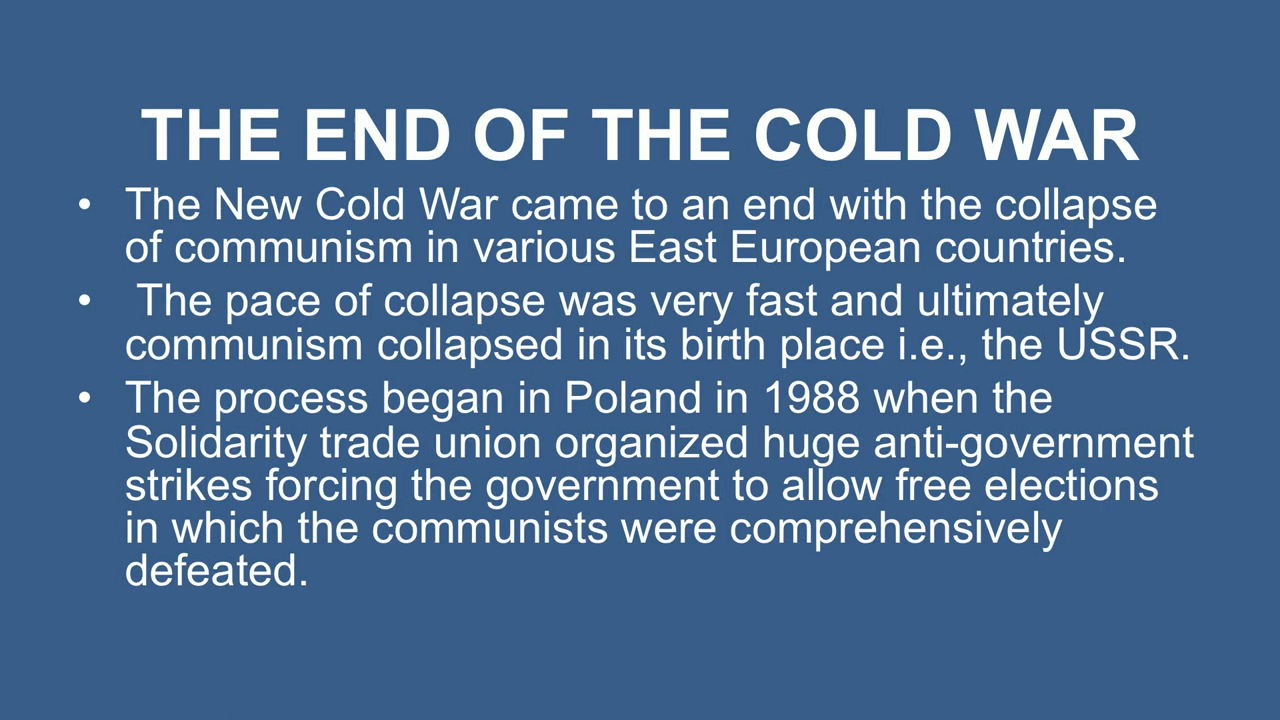 THE END OF THE COLD WAR
• The New Cold War came to an end with the collapse
of communism in various East European countries.
• The pace of collapse was very fast and ultimately
communism collapsed in its birth place i.e., the USSR.
• The process began in Poland in 1988 when the
Solidarity trade union organized huge anti-government
strikes forcing the government to allow free elections
in which the communists were comprehensively
defeated.